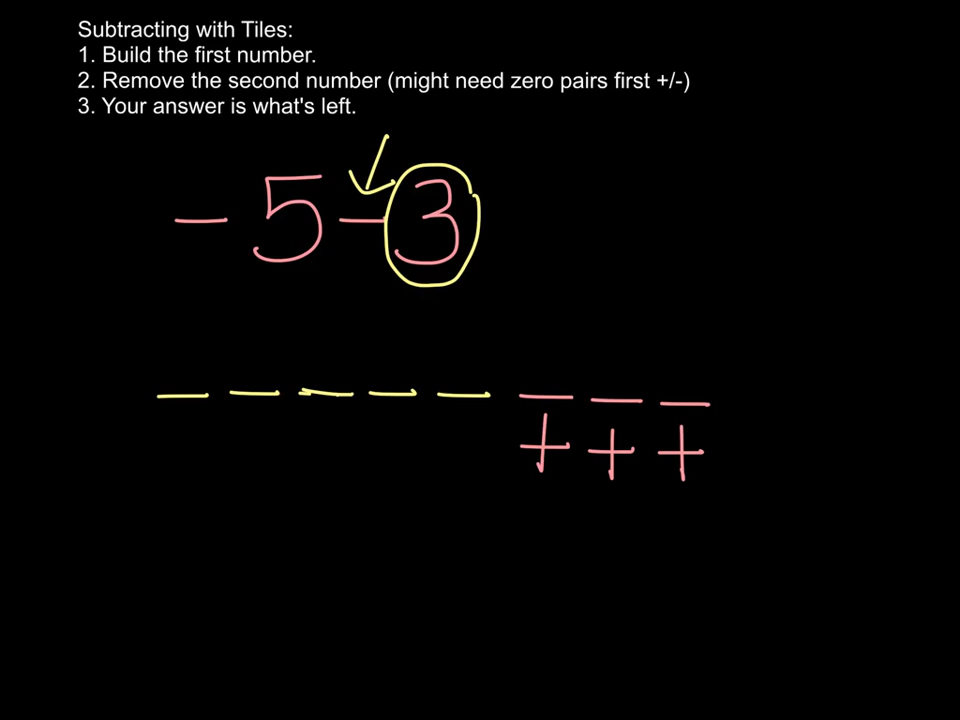 Subtracting with Tiles:
1. Build the first number.
2. Remove the second number (might need zero pairs first +/-)
3. Your answer is what's left.
- 5 - 3
- - - - - - - -
+ + +